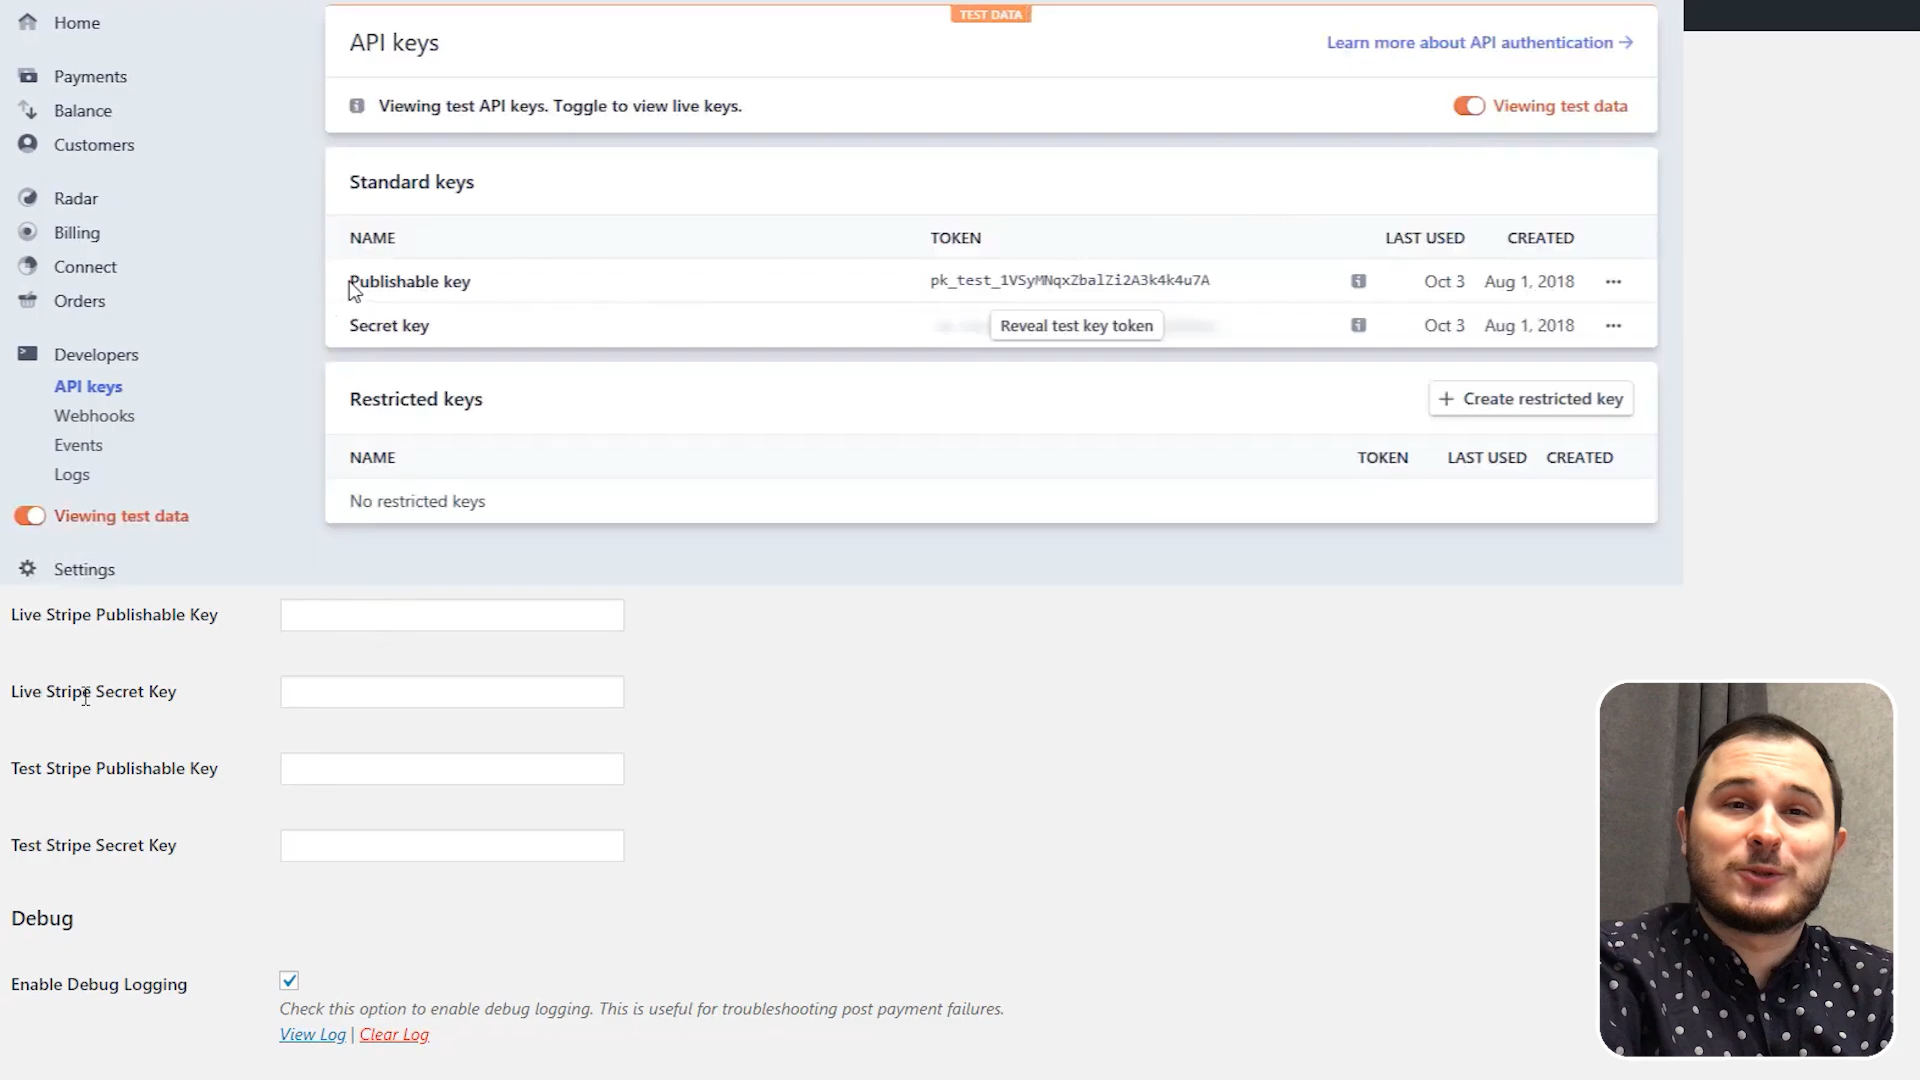 Home
Payments
Balance
Customers
Radar
Billing
Connect
Orders
Developers
API keys
Webhooks
Events
Logs
Viewing test data
Settings
TEST DATA
API keys
Learn more about API authentication →
Viewing test API keys. Toggle to view live keys.
Viewing test data
Standard keys
NAME TOKEN LAST USED CREATED
Publishable key pk_test_1VSyMNqxZbalZi2A3k4k4u7A Oct 3 Aug 1, 2018
Secret key Reveal test key token Oct 3 Aug 1, 2018
Restricted keys
+ Create restricted key
NAME TOKEN LAST USED CREATED
No restricted keys
Live Stripe Publishable Key
Live Stripe Secret Key
Test Stripe Publishable Key
Test Stripe Secret Key
Debug
Enable Debug Logging
Check this option to enable debug logging. This is useful for troubleshooting post payment failures.
View Log | Clear Log